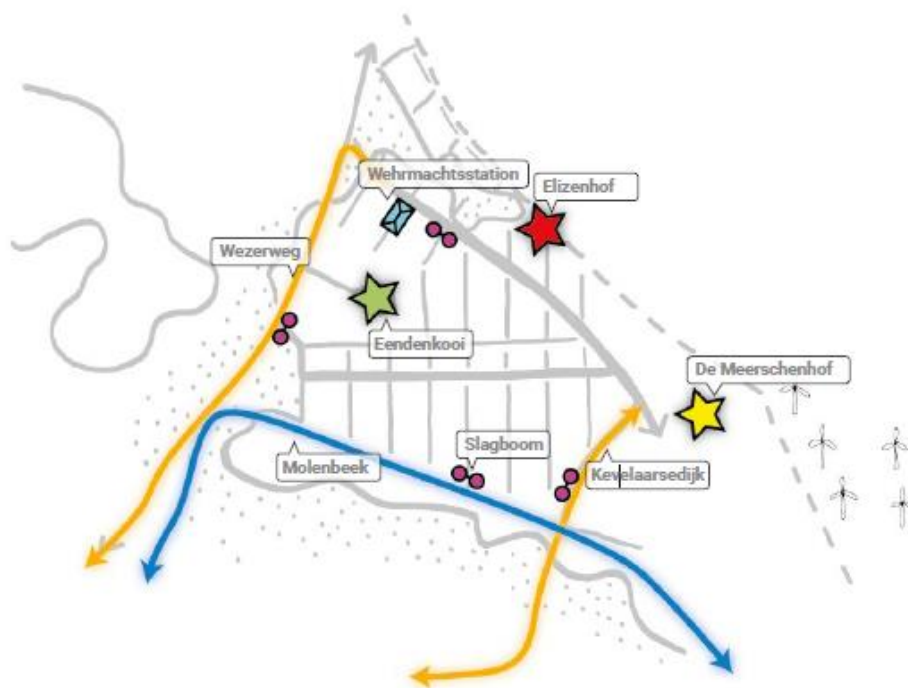 Wehrmachtsstation
Elizenhof
Wezerweg
Eendenkooi
De Meerschenhof
Slagboom
Molenbeek
Kevelaarsedijk